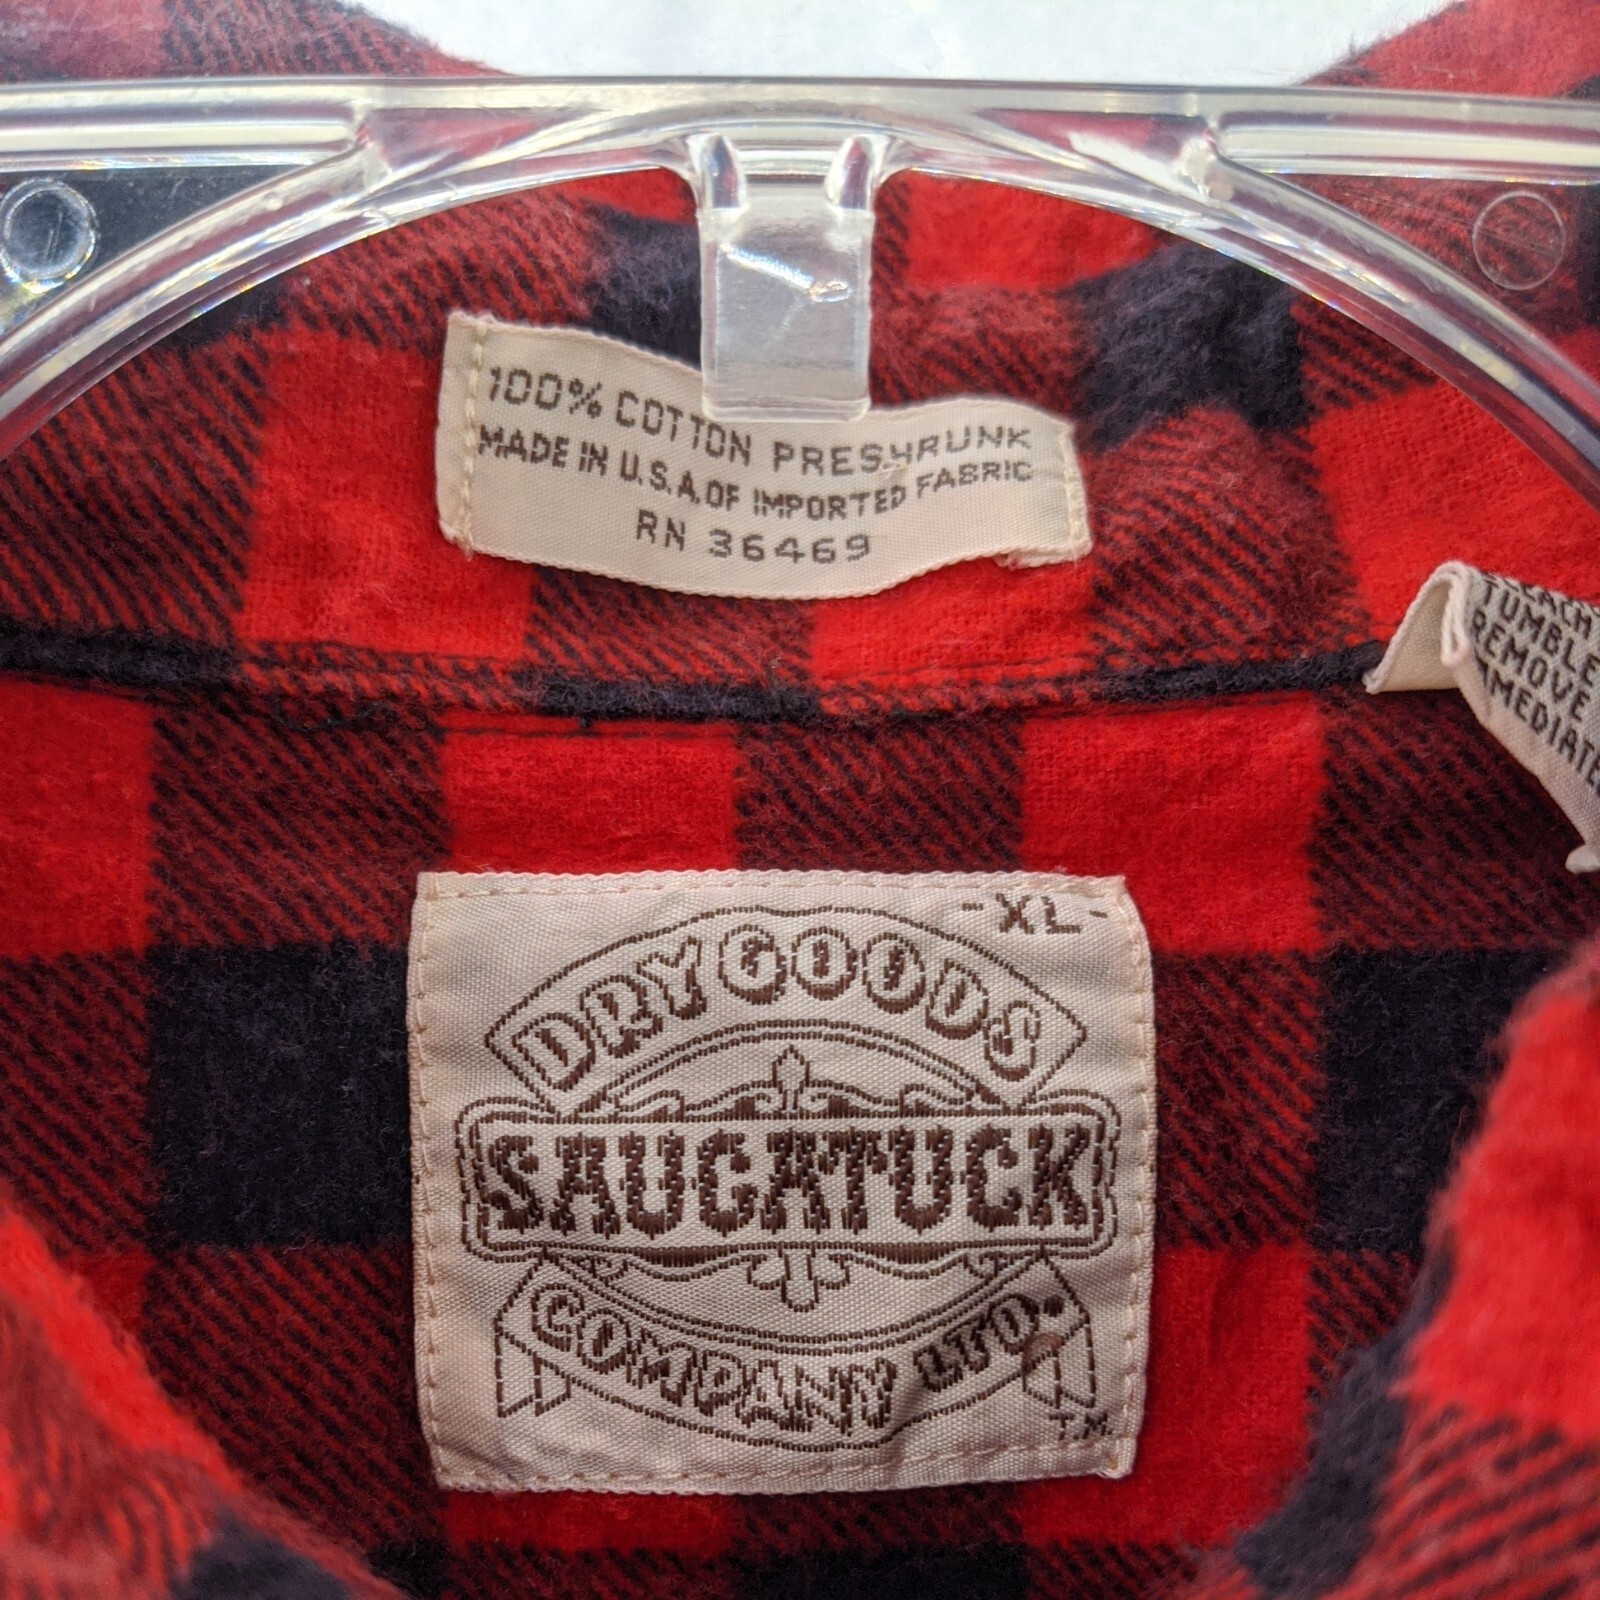 100% COTTON PRESHRUNK
MADE IN U.S.A. OF IMPORTED FABRIC
RN 36469
TUMBLE
REMOVE
-XL-
DRY GOODS
SAUGATUCK
COMPANY LTD.
T.M.